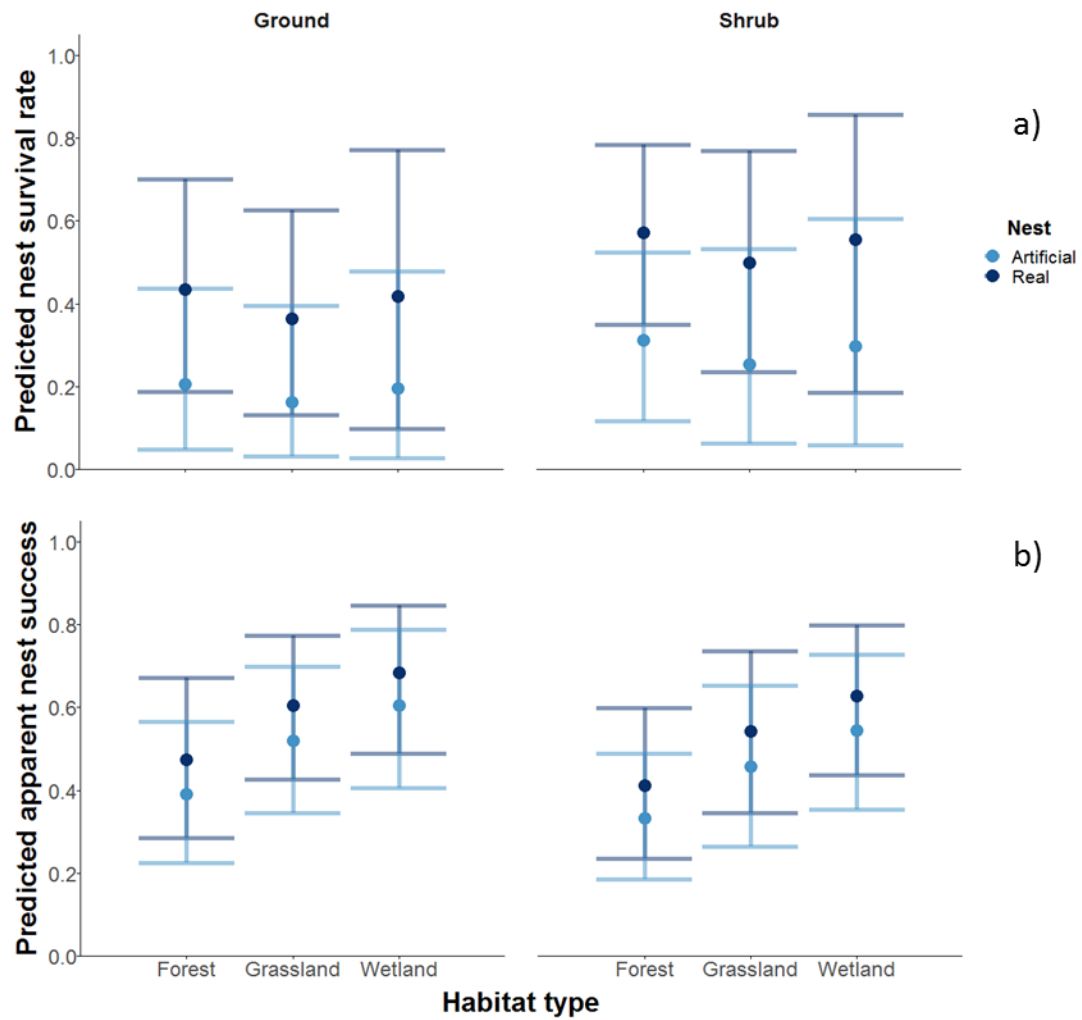 Ground
Shrub
Predicted nest survival rate
1.0
0.8
0.6
0.4
0.2
0.0
a)
Nest
Artificial
Real
Predicted apparent nest success
1.0
0.8
0.6
0.4
0.2
0.0
b)
Forest Grassland Wetland
Forest Grassland Wetland
Habitat type